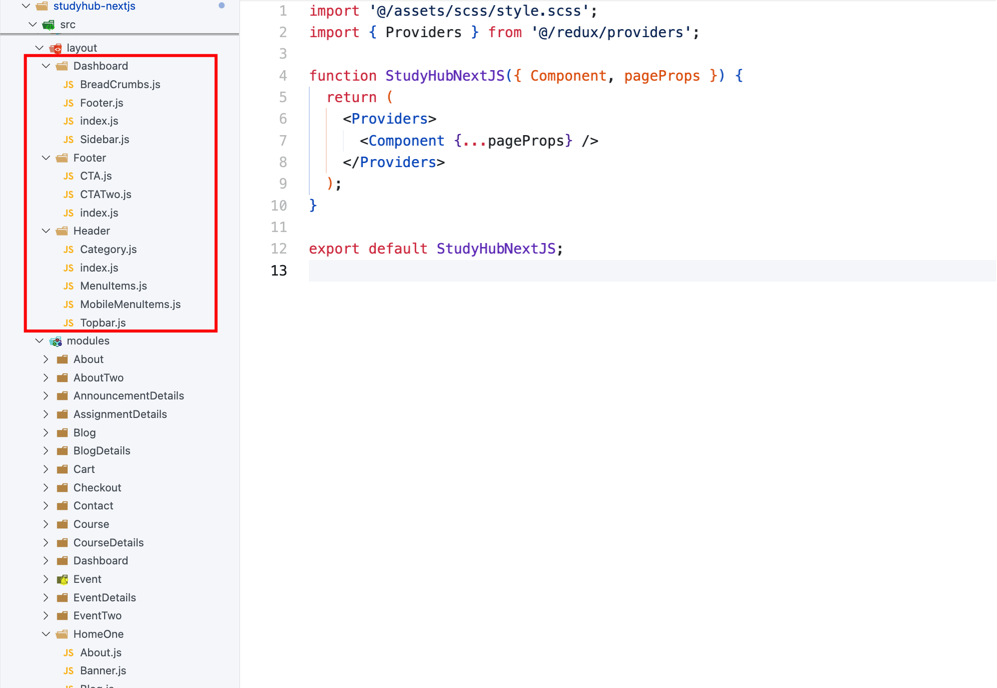 studyhub-nextjs
src
layout
Dashboard
JS BreadCrumbs.js
JS Footer.js
JS index.js
JS Sidebar.js
Footer
JS CTA.js
JS CTATwo.js
JS index.js
Header
JS Category.js
JS index.js
JS MenuItems.js
JS MobileMenuItems.js
JS Topbar.js
modules
About
AboutTwo
AnnouncementDetails
AssignmentDetails
Blog
BlogDetails
Cart
Checkout
Contact
Course
CourseDetails
Dashboard
Event
EventDetails
EventTwo
HomeOne
JS About.js
JS Banner.js
JS Blog.js
1 import '@/assets/scss/style.scss';
2 import { Providers } from '@/redux/providers';
3
4 function StudyHubNextJS({ Component, pageProps }) {
5   return (
6     <Providers>
7       <Component {...pageProps} />
8     </Providers>
9   );
10 }
11
12 export default StudyHubNextJS;
13